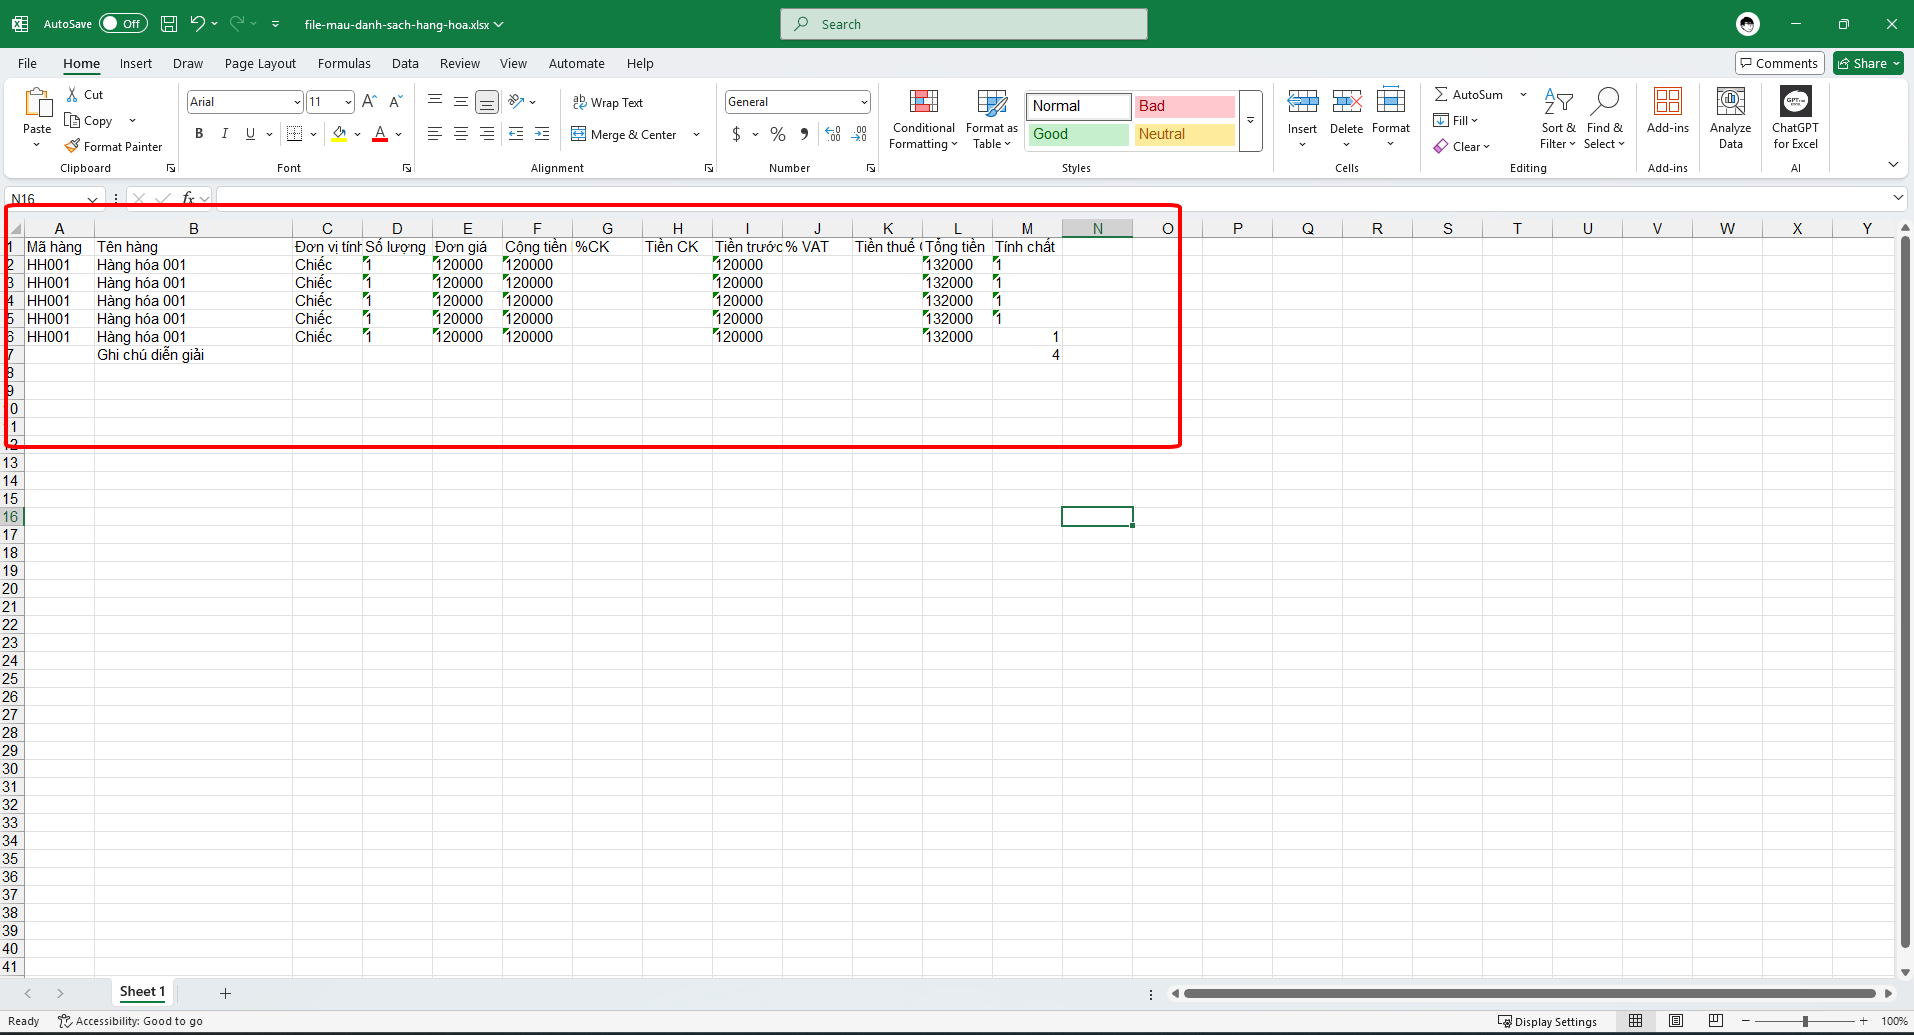 AutoSave Off file-mau-danh-sach-hang-hoa.xlsx Search
File Home Insert Draw Page Layout Formulas Data Review View Automate Help Comments Share
Paste Cut Copy Format Painter Clipboard
Arial 11 A A B I U A Font
Wrap Text Merge & Center Alignment
General $ % Number
Conditional Formatting Format as Table Normal Bad Good Neutral Styles
Insert Delete Format Cells
AutoSum Fill Clear Sort & Filter Find & Select Editing
Add-ins Add-ins
Analyze Data
ChatGPT for Excel AI
N16 fx
A B C D E F G H I J K L M N O P Q R S T U V W X Y
1 Mã hàng Tên hàng Đơn vị tính Số lượng Đơn giá Cộng tiền %CK Tiền CK Tiền trước % VAT Tiền thuế Tổng tiền Tính chất
2 HH001 Hàng hóa 001 Chiếc 1 120000 120000 120000 132000 1
3 HH001 Hàng hóa 001 Chiếc 1 120000 120000 120000 132000 1
4 HH001 Hàng hóa 001 Chiếc 1 120000 120000 120000 132000 1
5 HH001 Hàng hóa 001 Chiếc 1 120000 120000 120000 132000 1
6 HH001 Hàng hóa 001 Chiếc 1 120000 120000 120000 132000 1
7 Ghi chú diễn giải 4
8
9
10
11
12
13
14
15
16
17
18
19
20
21
22
23
24
25
26
27
28
29
30
31
32
33
34
35
36
37
38
39
40
41
Sheet 1
Ready Accessibility: Good to go Display Settings 100%